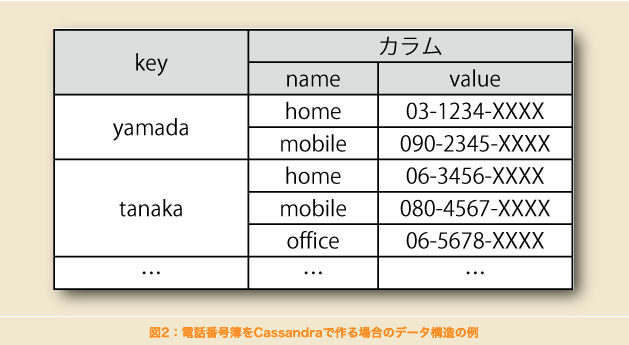 key カラム
name value
yamada home 03-1234-XXXX
mobile 090-2345-XXXX
tanaka home 06-3456-XXXX
mobile 080-4567-XXXX
office 06-5678-XXXX
… … …
図2：電話番号簿をCassandraで作る場合のデータ構造の例